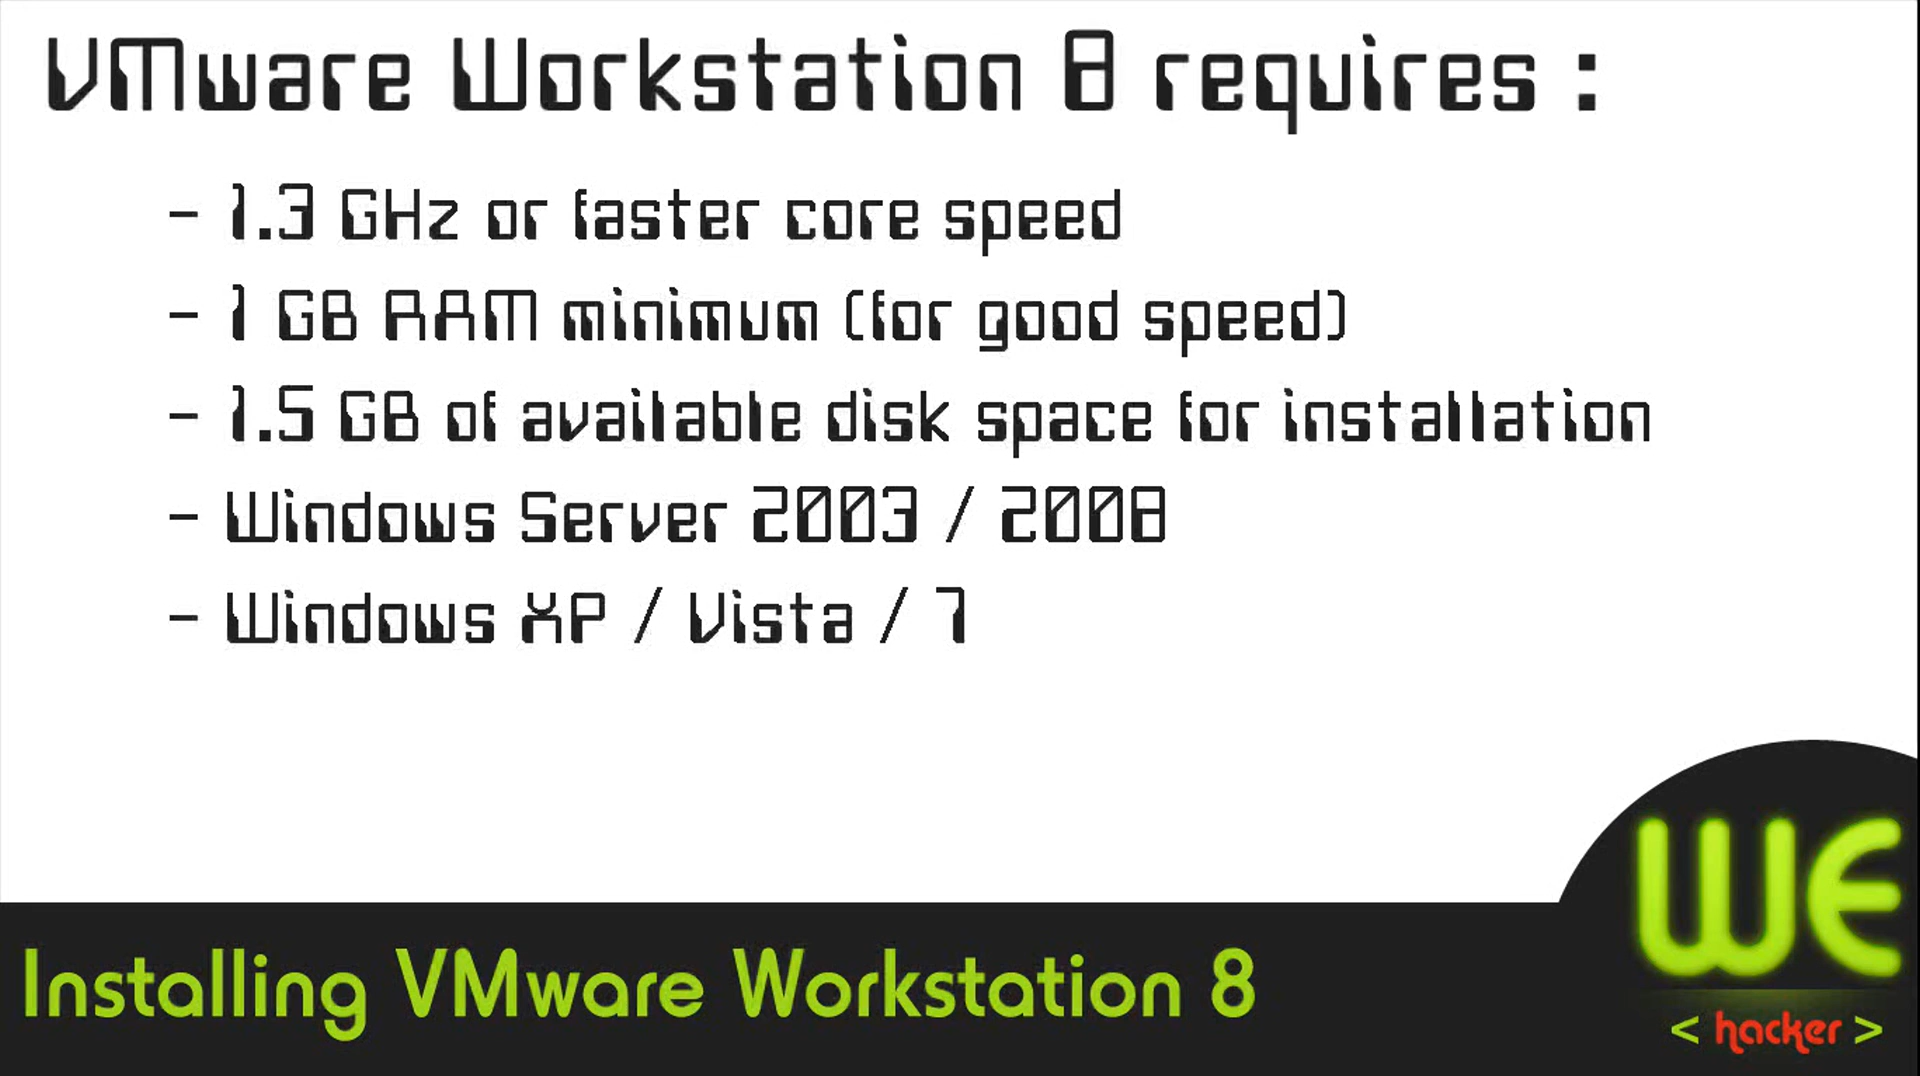 VMware Workstation 8 requires :
- 1.3 GHz or faster core speed
- 1 GB RAM minimum (for good speed)
- 1.5 GB of available disk space for installation
- Windows Server 2003 / 2008
- Windows XP / Vista / 7
Installing VMware Workstation 8
WE
< hacker >